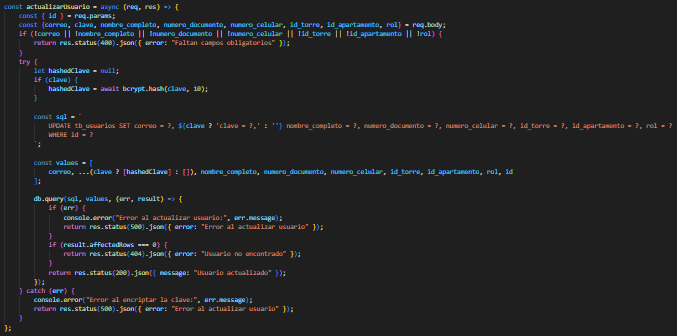 const actualizarUsuario = async (req, res) => {
const { id } = req.params;
const {correo, clave, nombre_completo, numero_documento, numero_celular, id_torre, id_apartamento, rol} = req.body;
if (!correo || !nombre_completo || !numero_documento || !numero_celular || !id_torre || !id_apartamento || !rol) {
return res.status(400).json({ error: "Faltan campos obligatorios" });
}
try {
let hashedClave = null;
if (clave) {
hashedClave = await bcrypt.hash(clave, 10);
}
const sql = `
UPDATE tb_usuarios SET correo = ?, ${clave ? 'clave = ?,' : ''} nombre_completo = ?, numero_documento = ?, numero_celular = ?, id_torre = ?, id_apartamento = ?, rol = ?
WHERE id = ?
`;
const values = [
correo, ...(clave ? [hashedClave] : []), nombre_completo, numero_documento, numero_celular, id_torre, id_apartamento, rol, id
];
db.query(sql, values, (err, result) => {
if (err) {
console.error("Error al actualizar usuario:", err.message);
return res.status(500).json({ error: "Error al actualizar usuario" });
}
if (result.affectedRows === 0) {
return res.status(404).json({ error: "Usuario no encontrado" });
}
return res.status(200).json({ message: "Usuario actualizado" });
});
} catch (err) {
console.error("Error al encriptar la clave:", err.message);
return res.status(500).json({ error: "Error al actualizar usuario" });
}
};